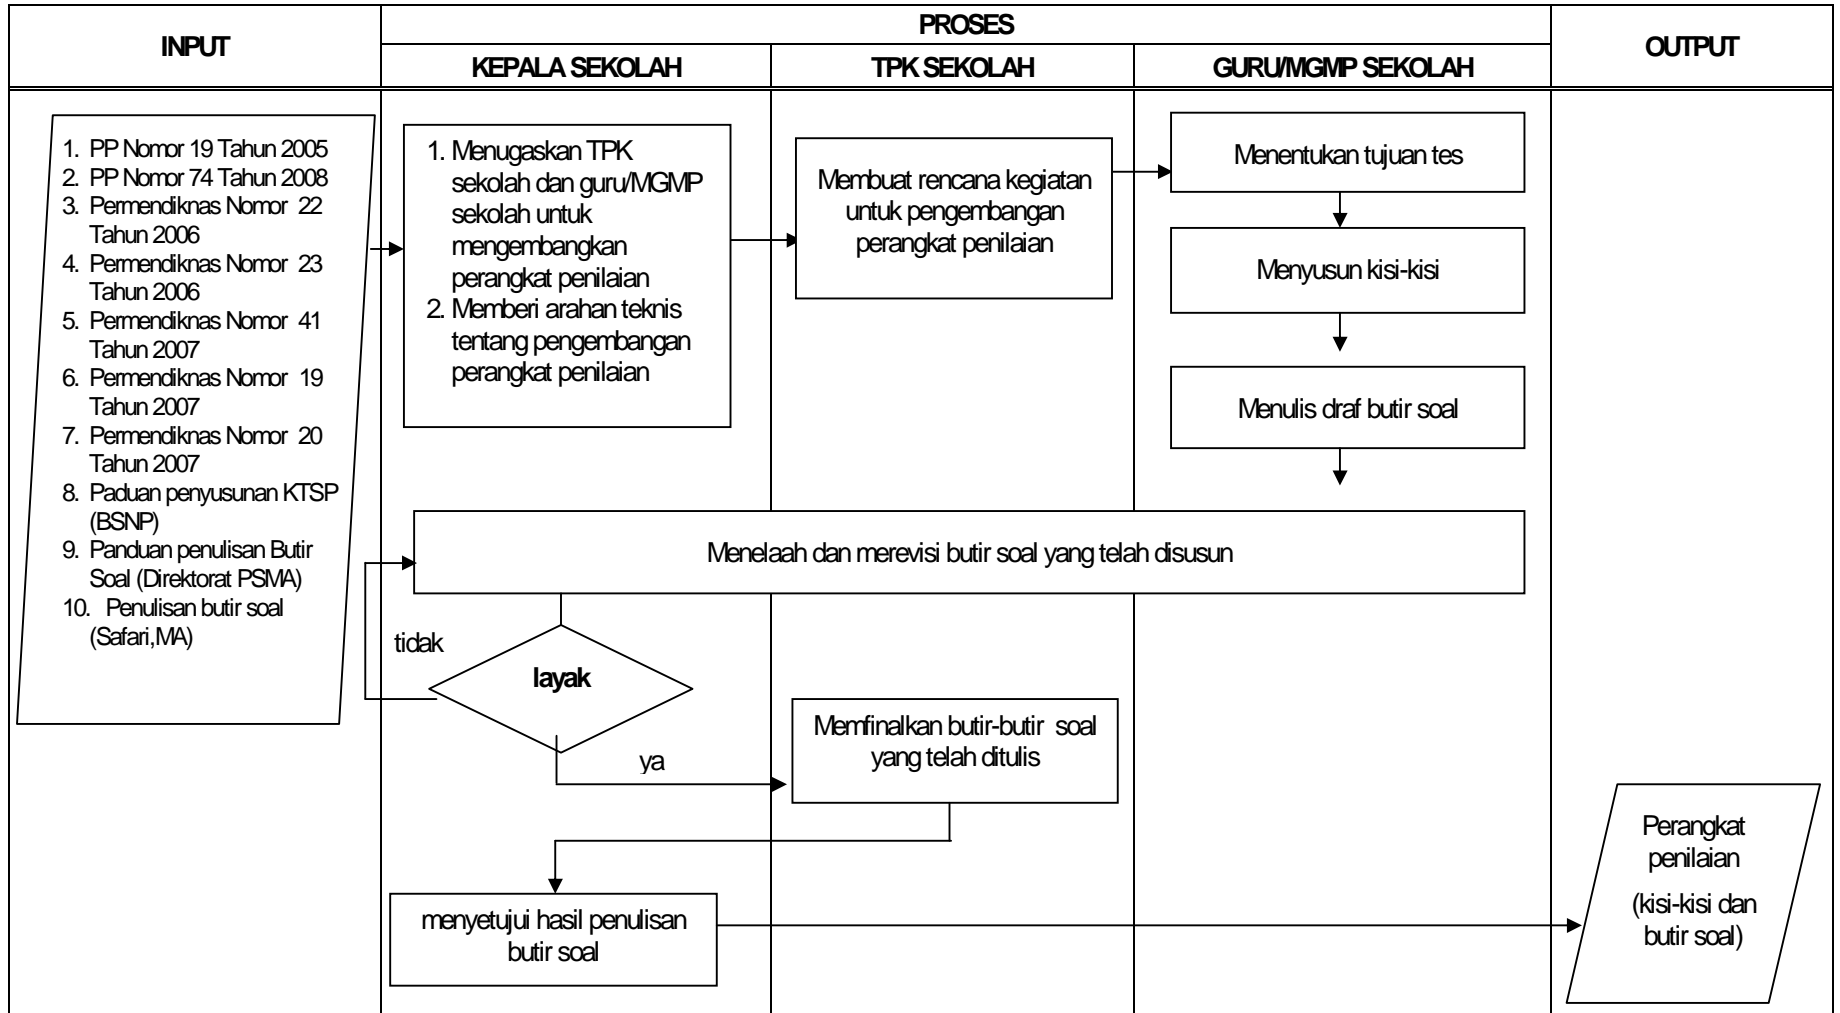 INPUT
PROSES
OUTPUT
KEPALA SEKOLAH
TPK SEKOLAH
GURU/MGMP SEKOLAH
1. PP Nomor 19 Tahun 2005
2. PP Nomor 74 Tahun 2008
3. Permendiknas Nomor 22
Tahun 2006
4. Permendiknas Nomor 23
Tahun 2006
5. Permendiknas Nomor 41
Tahun 2007
6. Permendiknas Nomor 19
Tahun 2007
7. Permendiknas Nomor 20
Tahun 2007
8. Paduan penyusunan KTSP
(BSNP)
9. Panduan penulisan Butir
Soal (Direktorat PSMA)
10. Penulisan butir soal
(Safari,MA)
1. Menugaskan TPK
sekolah dan guru/MGMP
sekolah untuk
mengembangkan
perangkat penilaian
2. Memberi arahan teknis
tentang pengembangan
perangkat penilaian
Membuat rencana kegiatan
untuk pengembangan
perangkat penilaian
Menentukan tujuan tes
Menyusun kisi-kisi
Menulis draf butir soal
Menelaah dan merevisi butir soal yang telah disusun
tidak
layak
ya
Memfinalkan butir-butir soal
yang telah ditulis
menyetujui hasil penulisan
butir soal
Perangkat
penilaian
(kisi-kisi dan
butir soal)